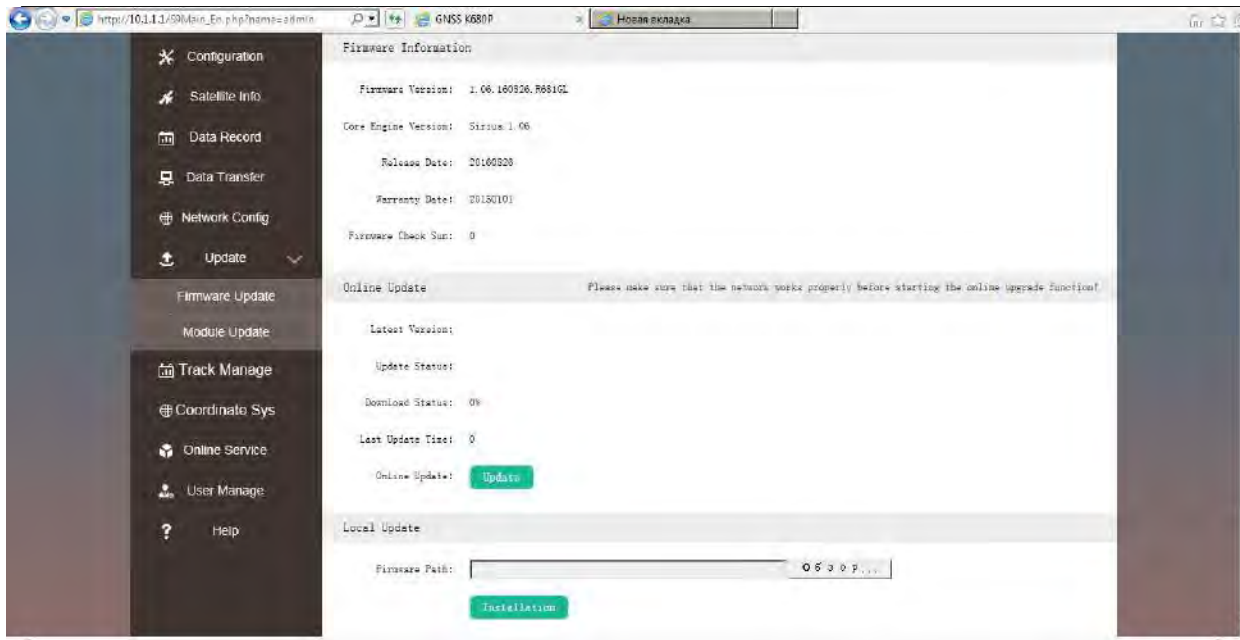 http://10.1.1.1/S9Main_En.php?name=admin
GNSS K680P
Новая вкладка
Configuration
Satellite Info
Data Record
Data Transfer
Network Config
Update
Firmware Update
Module Update
Track Manage
Coordinate Sys
Online Service
User Manage
Help
Firmware Information
Firmware Version: 1.06.160826.R681GL
Core Engine Version: Sirius 1.06
Release Date: 20160826
Warranty Date: 20150101
Firmware Check Sum: 0
Online Update Please make sure that the network works properly before starting the online upgrade function!
Latest Version:
Update Status:
Download Status: 0%
Last Update Time: 0
Online Update: Update
Local Update
Firmware Path: Обзор...
Installation